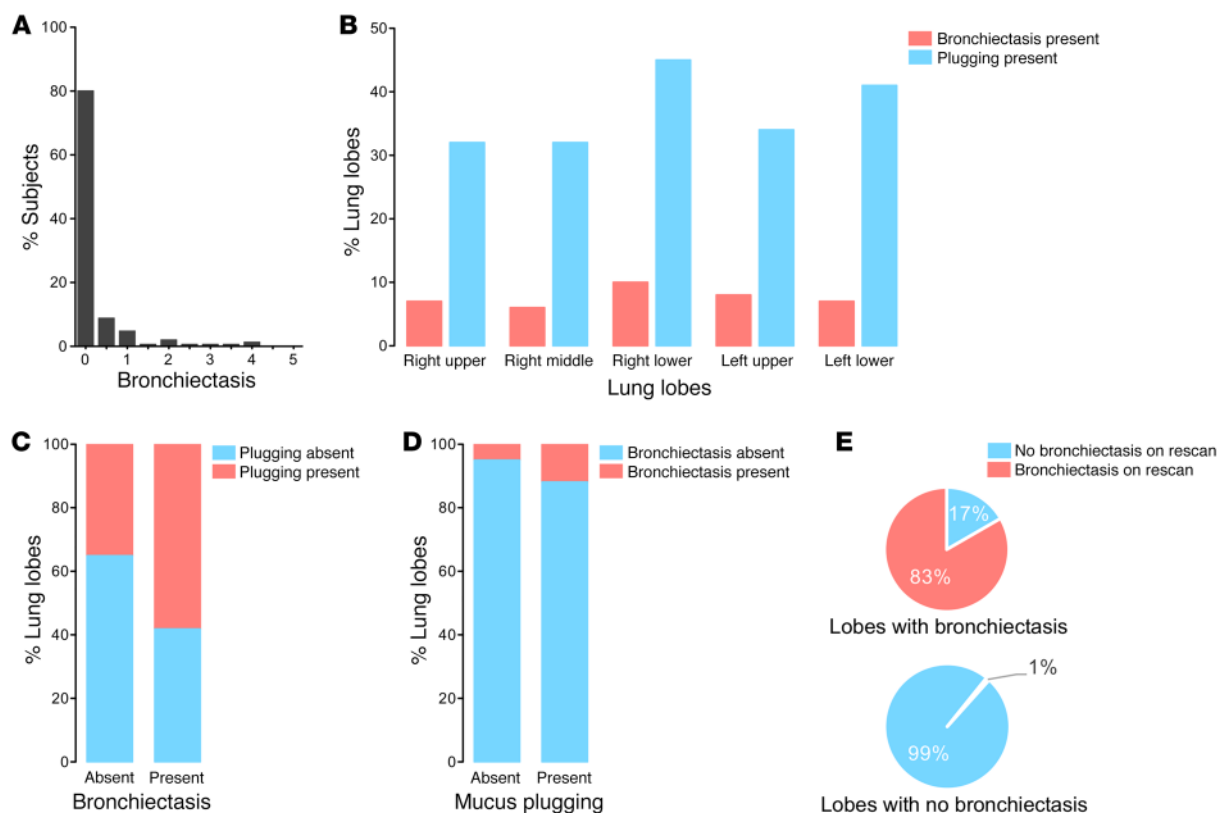 A
100
80
60
40
20
0
% Subjects
0 1 2 3 4 5
Bronchiectasis
B
50
40
30
20
10
0
% Lung lobes
Right upper Right middle Right lower Left upper Left lower
Lung lobes
Bronchiectasis present
Plugging present
C
100
80
60
40
20
0
% Lung lobes
Absent Present
Bronchiectasis
Plugging absent
Plugging present
D
100
80
60
40
20
0
% Lung lobes
Absent Present
Mucus plugging
Bronchiectasis absent
Bronchiectasis present
E
No bronchiectasis on rescan
Bronchiectasis on rescan
17%
83%
Lobes with bronchiectasis
1%
99%
Lobes with no bronchiectasis